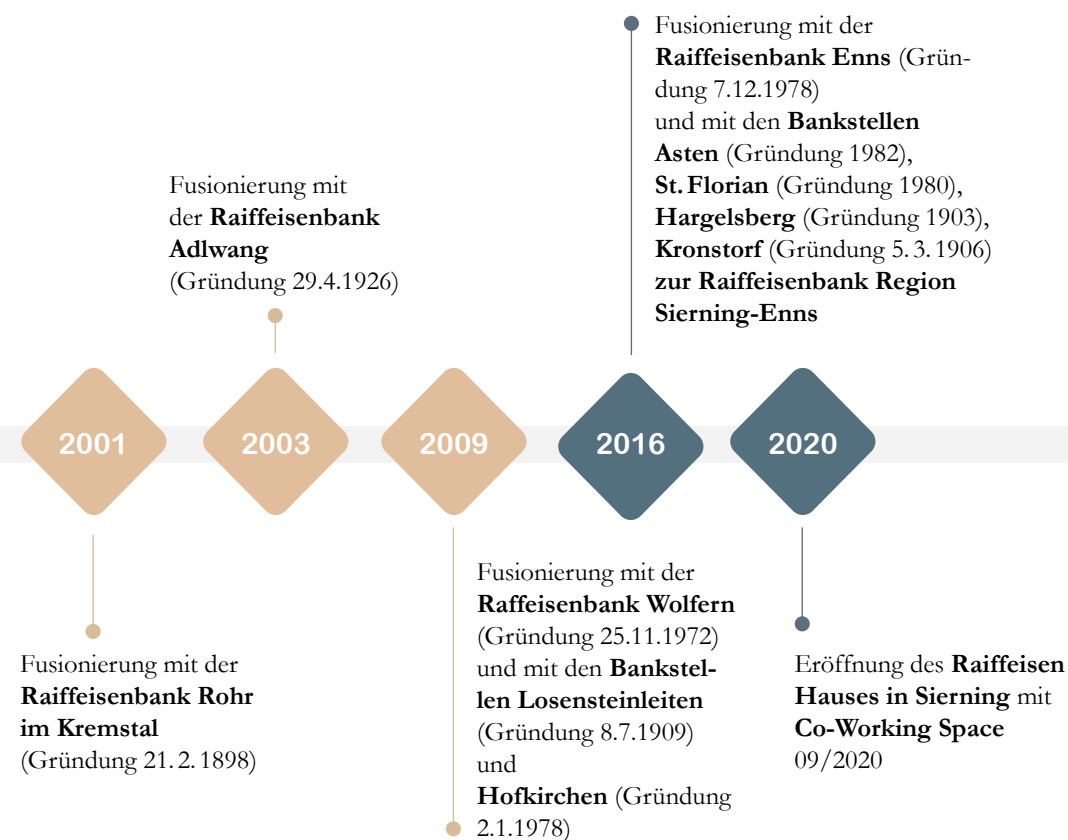 Fusionierung mit der
Raiffeisenbank Enns (Grün-
dung 7.12.1978)
und mit den Bankstellen
Asten (Gründung 1982),
St. Florian (Gründung 1980),
Hargelsberg (Gründung 1903),
Kronstorf (Gründung 5. 3. 1906)
zur Raiffeisenbank Region
Sierning-Enns
Fusionierung mit
der Raiffeisenbank
Adlwang
(Gründung 29.4.1926)
2001
2003
2009
2016
2020
Fusionierung mit der
Raiffeisenbank Rohr
im Kremstal
(Gründung 21. 2. 1898)
Fusionierung mit der
Raffeisenbank Wolfern
(Gründung 25.11.1972)
und mit den Bankstel-
len Losensteinleiten
(Gründung 8.7.1909)
und
Hofkirchen (Gründung
2.1.1978)
Eröffnung des Raiffeisen
Hauses in Sierning mit
Co-Working Space
09/2020